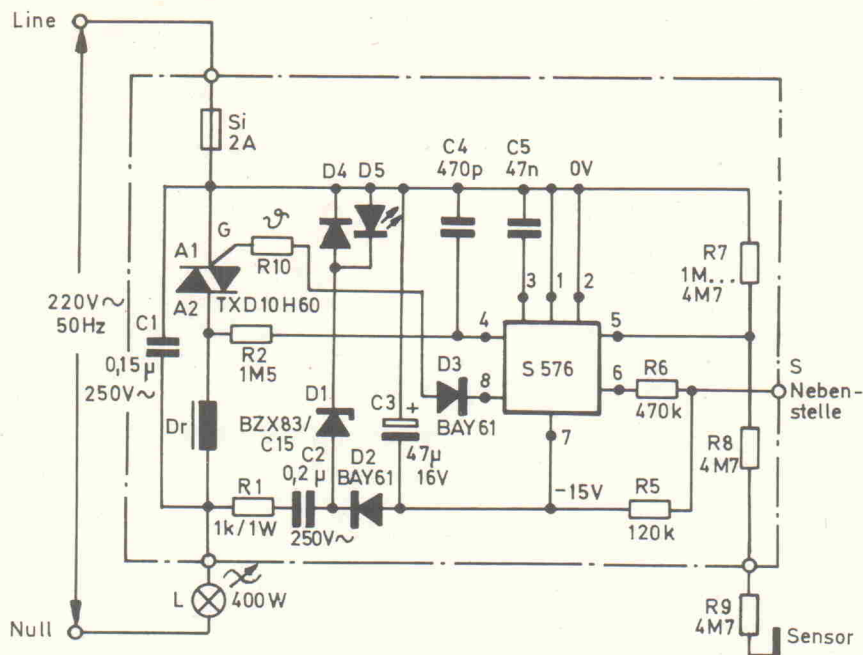 Line
Si
2A
C4
470p
C5
47n
0V
D4
D5
G
ϑ
R10
A1
A2
TXD10H60
3
1
2
R7
1M...
4M7
220V~
50Hz
C1
0,15µ
250V~
R2
1M5
4
5
S 576
D3
8
BAY61
6
R6
470k
S
Neben-
stelle
Dr
D1
BZX83/
C15
C3
+
47µ
16V
7
R8
4M7
C2
0,2µ
D2
BAY61
R1
1k/1W
250V~
-15V
R5
120k
L
400W
Null
R9
4M7
Sensor